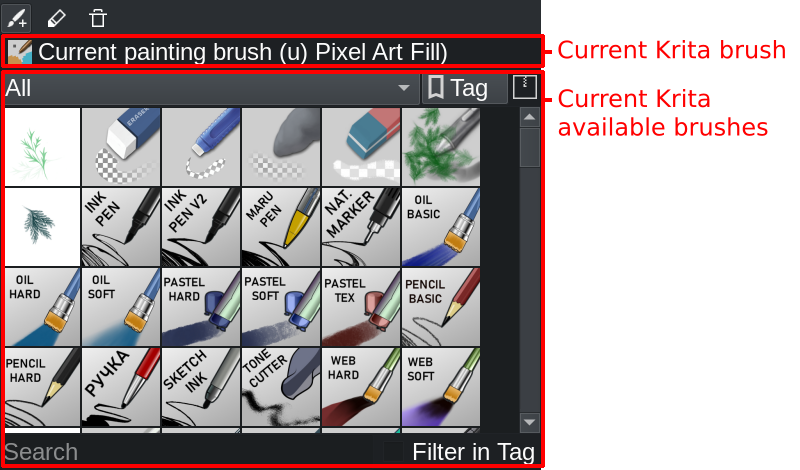 Current painting brush (u) Pixel Art Fill)
Current Krita brush
All
Tag
Current Krita
available brushes
ERASER
INK
PEN
INK
PEN V2
MARU
PEN
NAT.
MARKER
OIL
BASIC
OIL
HARD
OIL
SOFT
PASTEL
HARD
PASTEL
SOFT
PASTEL
TEX
PENCIL
BASIC
PENCIL
HARD
РУЧКА
SKETCH
INK
TONE
CUTTER
WEB
HARD
WEB
SOFT
Search
Filter in Tag